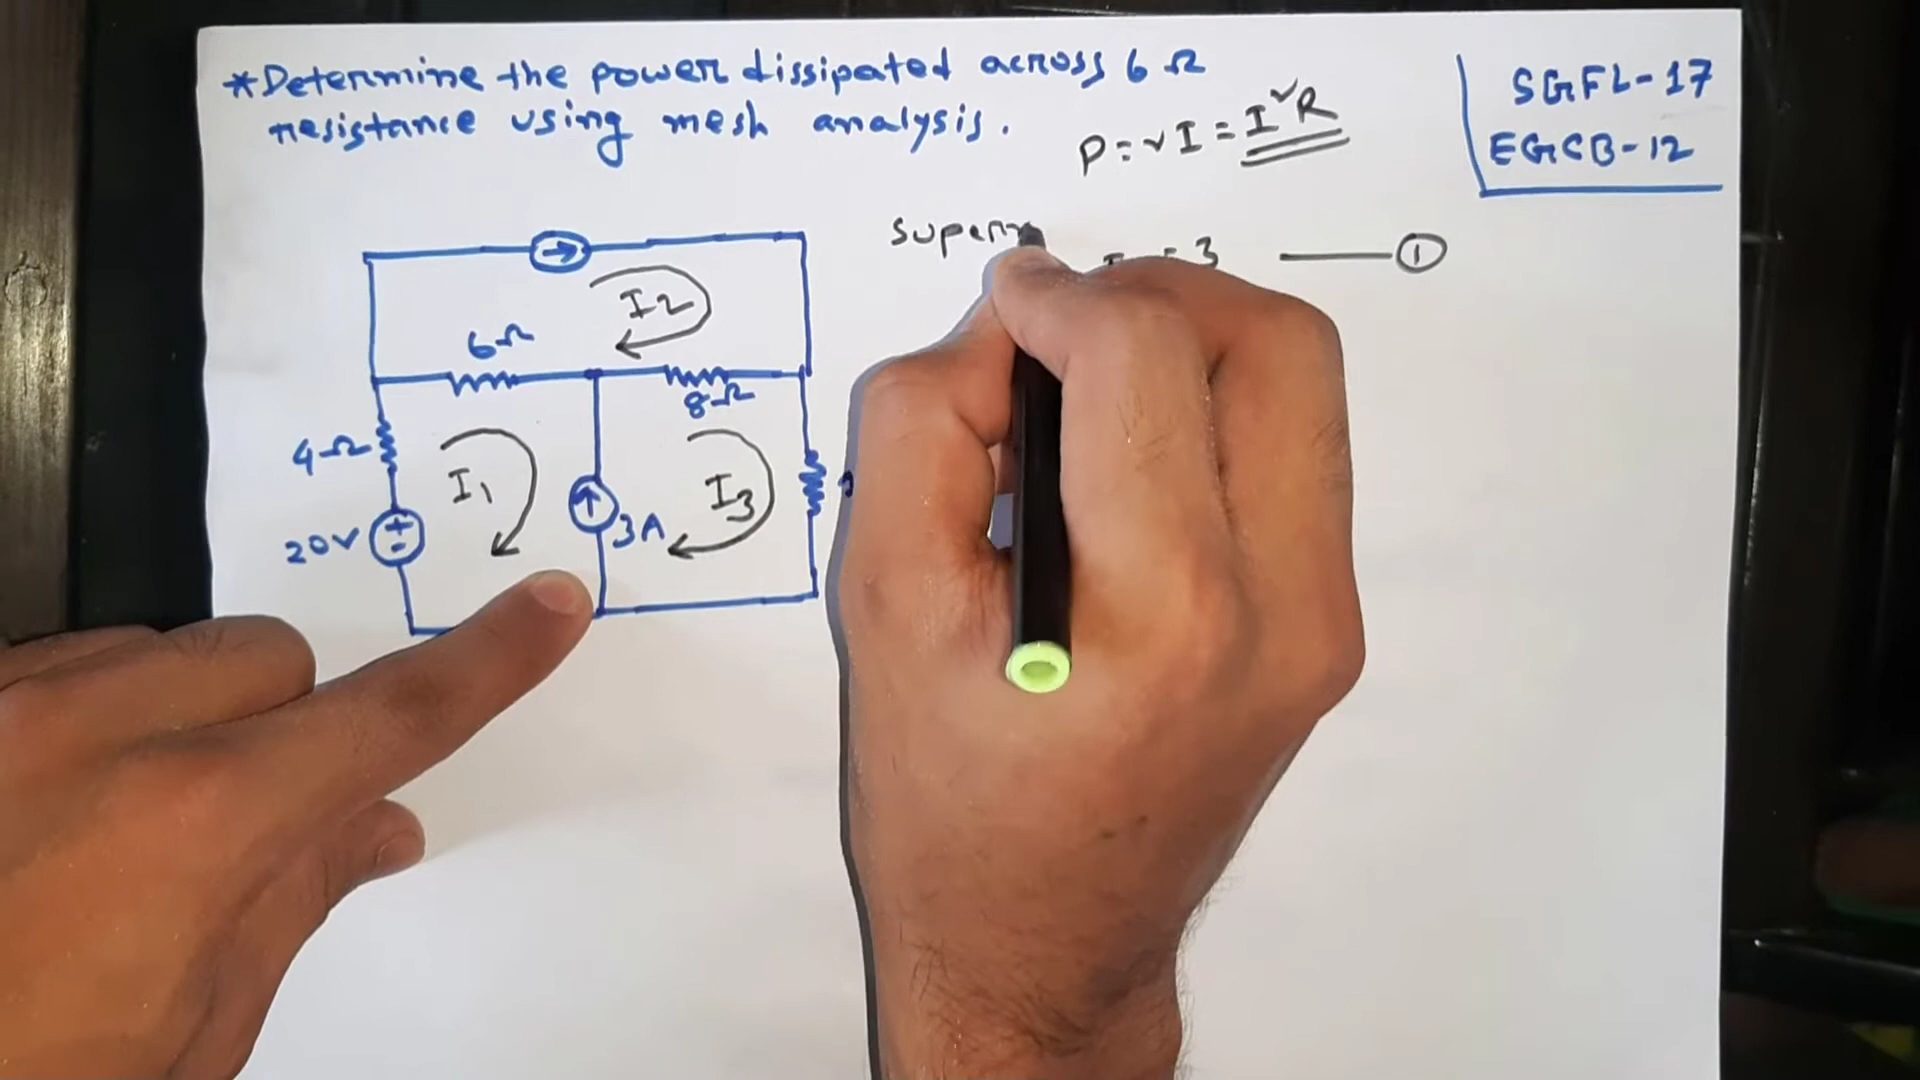 *Determine the power dissipated across 6 Ω
resistance using mesh analysis.
P = VI = I²R
SGFL-17
EGCB-12
= 3 ——— ①
I2
6Ω
8Ω
4Ω
I1
I3
20V
+
-
3A